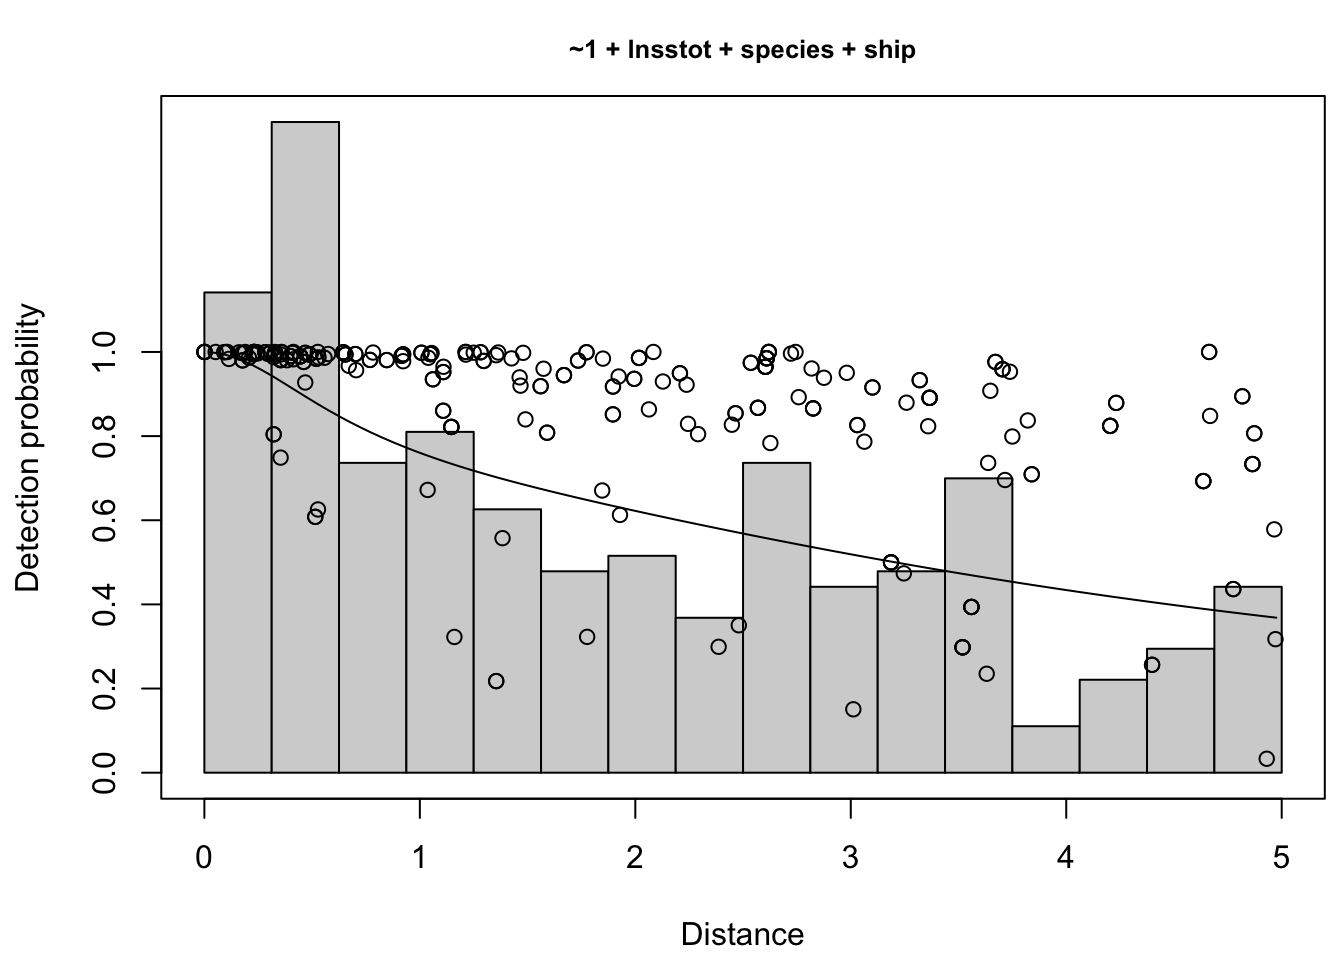 ~1 + lnsstot + species + ship
Detection probability
1.0
0.8
0.6
0.4
0.2
0.0
0 1 2 3 4 5
Distance